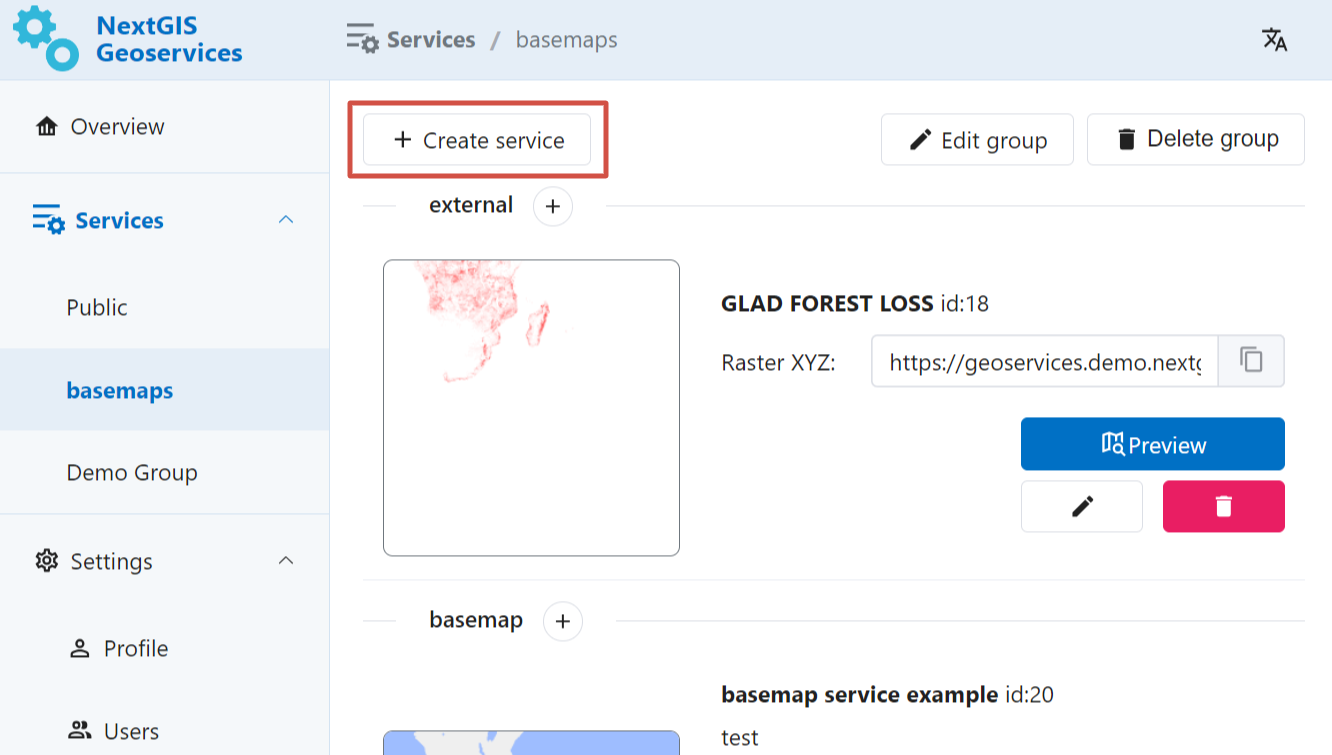 NextGIS
Geoservices
Services / basemaps
Overview
Services
Public
basemaps
Demo Group
Settings
Profile
Users
+ Create service
Edit group
Delete group
external +
GLAD FOREST LOSS id:18
Raster XYZ: https://geoservices.demo.nextg
Preview
basemap +
basemap service example id:20
test